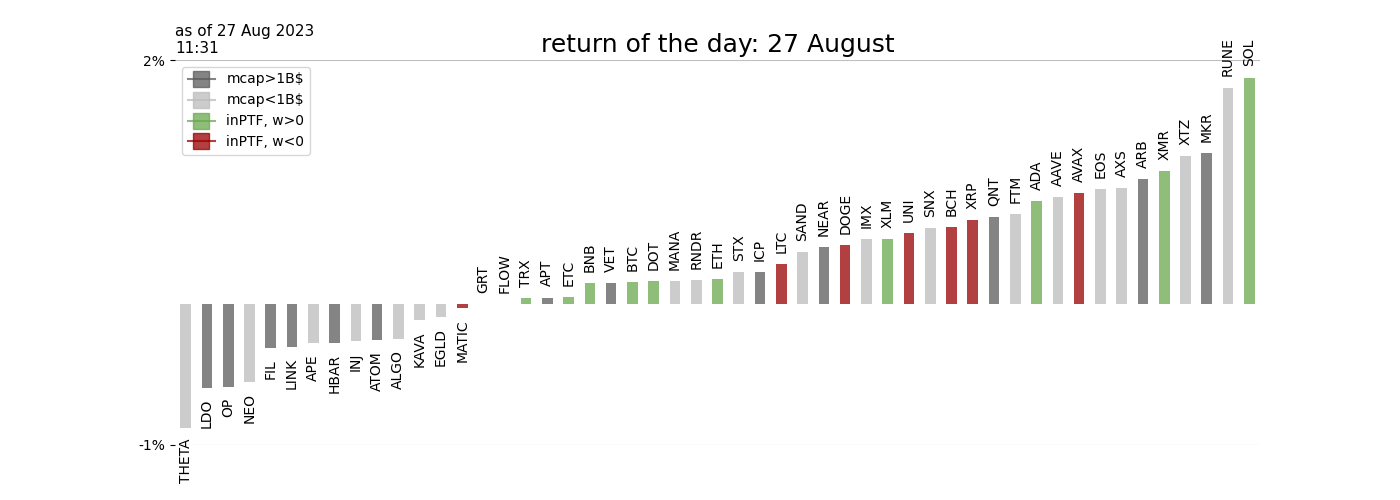 as of 27 Aug 2023
11:31
return of the day: 27 August
2%
mcap>1B$
mcap<1B$
inPTF, w>0
inPTF, w<0
-1%
THETA
LDO
OP
NEO
FIL
LINK
APE
HBAR
INJ
ATOM
ALGO
KAVA
EGLD
MATIC
GRT
FLOW
TRX
APT
ETC
BNB
VET
BTC
DOT
MANA
RNDR
ETH
STX
ICP
LTC
SAND
NEAR
DOGE
IMX
XLM
UNI
SNX
BCH
XRP
QNT
FTM
ADA
AAVE
AVAX
EOS
AXS
ARB
XMR
XTZ
MKR
RUNE
SOL